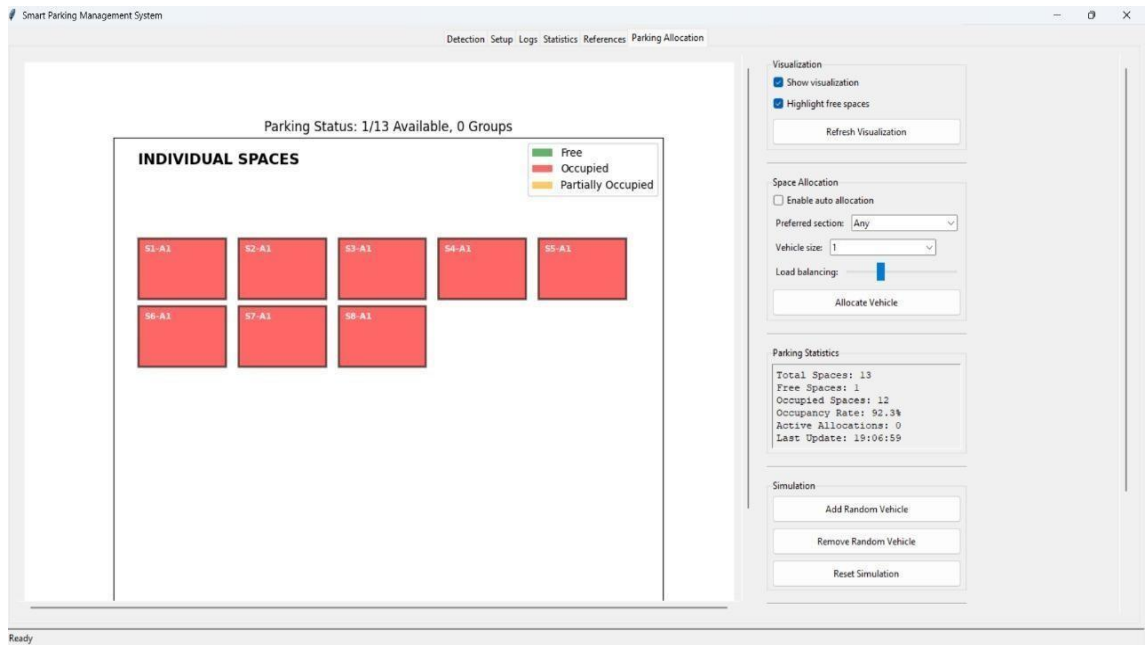 Smart Parking Management System
Detection Setup Logs Statistics References Parking Allocation
Parking Status: 1/13 Available, 0 Groups
INDIVIDUAL SPACES
Free
Occupied
Partially Occupied
S1-A1 S2-A1 S3-A1 S4-A1 S5-A1
S6-A1 S7-A1 S8-A1
Visualization
Show visualization
Highlight free spaces
Refresh Visualization
Space Allocation
Enable auto allocation
Preferred section: Any
Vehicle size: 1
Load balancing:
Allocate Vehicle
Parking Statistics
Total Spaces: 13
Free Spaces: 1
Occupied Spaces: 12
Occupancy Rate: 92.3%
Active Allocations: 0
Last Update: 19:06:59
Simulation
Add Random Vehicle
Remove Random Vehicle
Reset Simulation
Ready